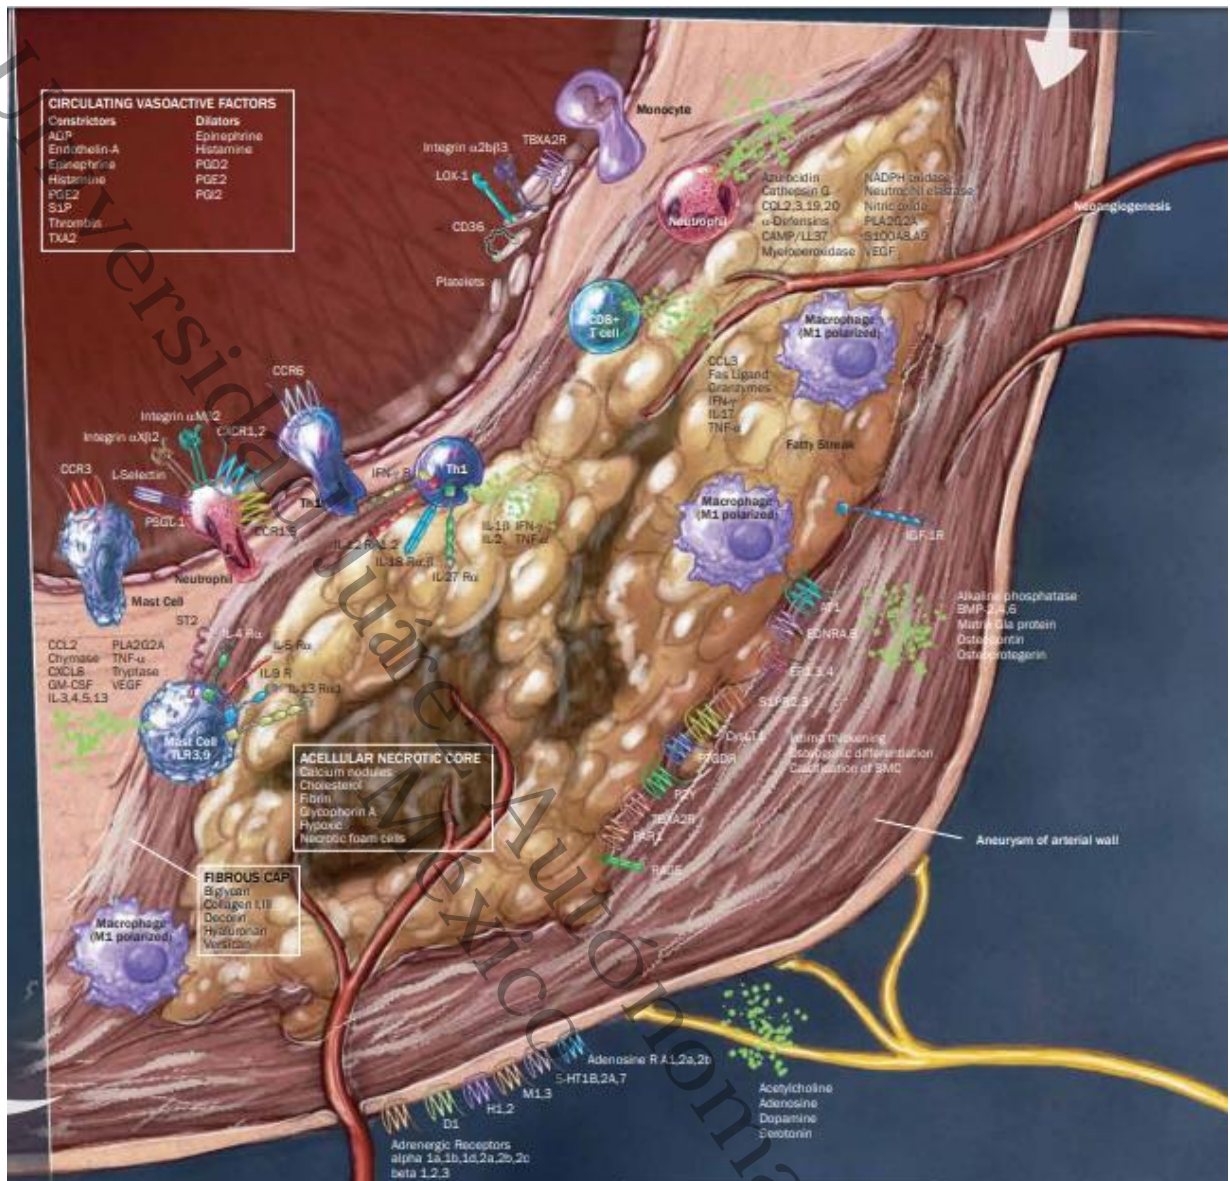 CIRCULATING VASOACTIVE FACTORS
Constrictors
ADP
Endothelin-A
Epinephrine
Histamine
PGE2
S1P
Thrombin
TXA2
Dilators
Epinephrine
Histamine
PGD2
PGE2
PGI2
Monocyte
TBXA2R
Integrin α2bβ3
LOX-1
CD36
Platelets
Neutrophil
Azurocidin
Cathepsin G
CCL2,3,19,20
α-Defensins
CAMP/LL37
Myeloperoxidase
NADPH oxidase
Neutrophil elastase
Nitric oxide
PLA2G2A
S100A8,A9
VEGF
Neoangiogenesis
CD8+
T cell
Macrophage
(M1 polarized)
CCL3
Fas Ligand
Granzymes
IFN-γ
IL-17
TNF-α
Fatty Streak
CCR6
Integrin αMβ2
CXCR1,2
Integrin αXβ2
CCR3
L-Selectin
PSGL-1
Th1
Neutrophil
Mast Cell
IFN-γ R
Th1
IL-18 Rα,β
IL-27 Rα
IL-1β
IL-2
IFN-γ
TNF-α
Macrophage
(M1 polarized)
IGF-1R
ST2
IL-4 Rα
IL-9 R
CCL2
Chymase
CXCL8
GM-CSF
IL-3,4,5,13
PLA2G2A
TNF-α
Tryptase
VEGF
Mast Cell
TLR3,9
AT1
EDNRA,B
S1PR2,3
CysLT1
PTGDR
P2Y
TBXA2R
PAR1
RAGE
Alkaline phosphatase
BMP-2,4,6
Matrix Gla protein
Osteopontin
Osteoprotegerin
Intima thickening
Osteogenic differentiation
Calcification of SMC
Aneurysm of arterial wall
ACELLULAR NECROTIC CORE
Calcium nodules
Cholesterol
Fibrin
Glycophorin A
Hypoxic
Necrotic foam cells
FIBROUS CAP
Biglycan
Collagen I,III
Decorin
Hyaluronan
Versican
Macrophage
(M1 polarized)
Adenosine R A1,2a,2b
5-HT1B,2A,7
M1,3
H1,2
D1
Adrenergic Receptors
alpha 1a,1b,1d,2a,2b,2c
beta 1,2,3
Acetylcholine
Adenosine
Dopamine
Serotonin
Universidad Juárez Autónoma
México